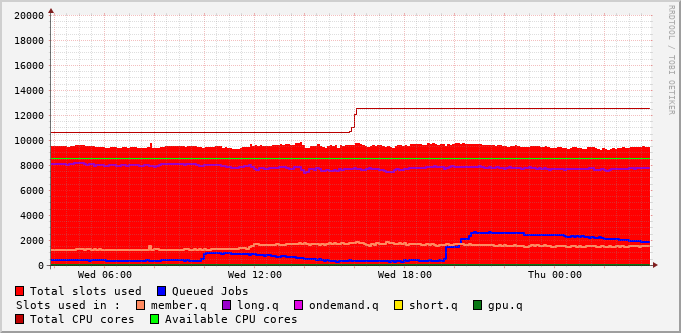 RRDTOOL / TOBI OETIKER
20000
18000
16000
14000
12000
10000
8000
6000
4000
2000
0
Wed 06:00 Wed 12:00 Wed 18:00 Thu 00:00
Total slots used Queued Jobs
Slots used in : member.q long.q ondemand.q short.q gpu.q
Total CPU cores Available CPU cores